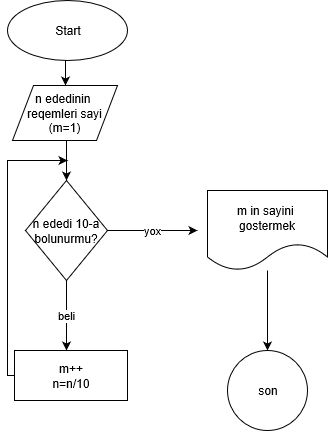 Start
n ededinin
reqemleri sayi
(m=1)
n ededi 10-a
bolunurmu?
yox
m in sayini
gostermek
beli
m++
n=n/10
son